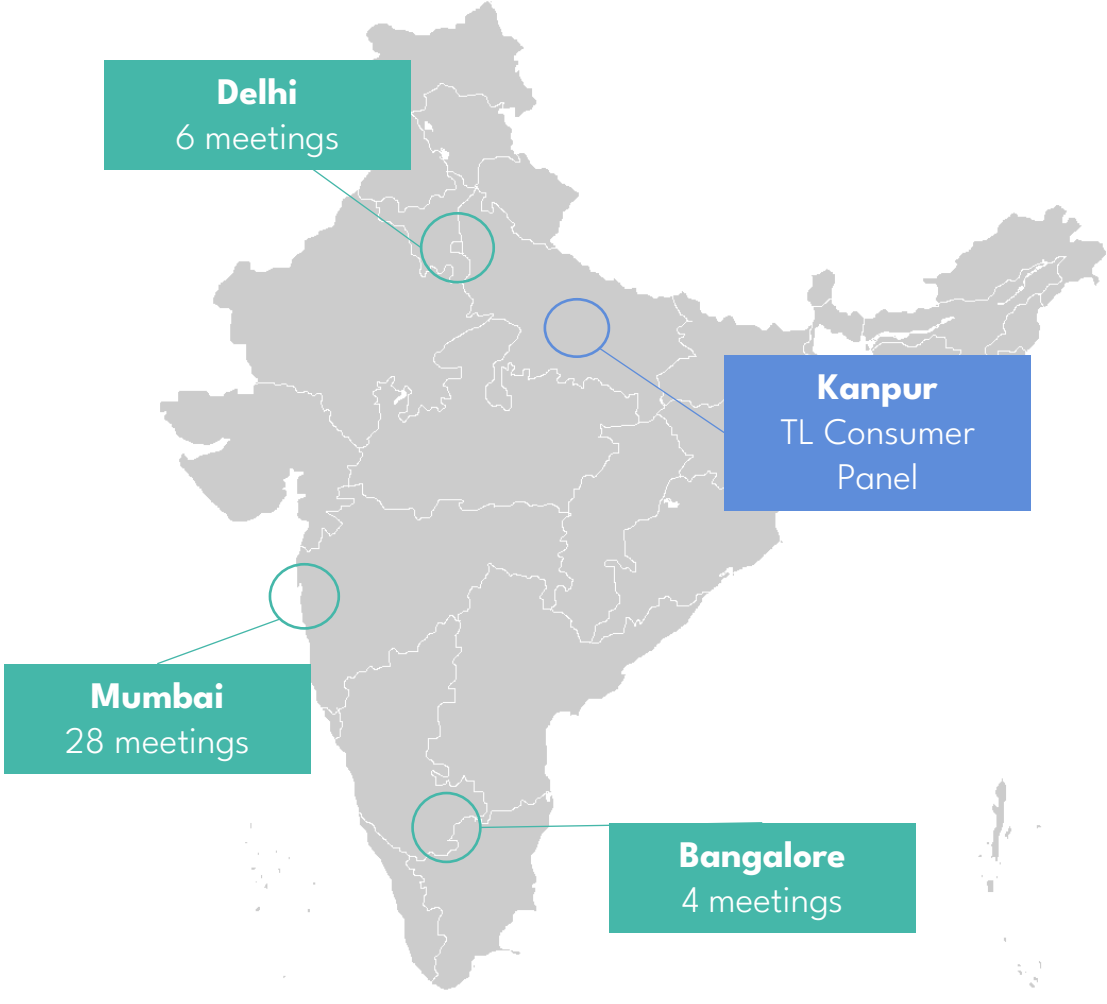 Delhi
6 meetings
Kanpur
TL Consumer
Panel
Mumbai
28 meetings
Bangalore
4 meetings